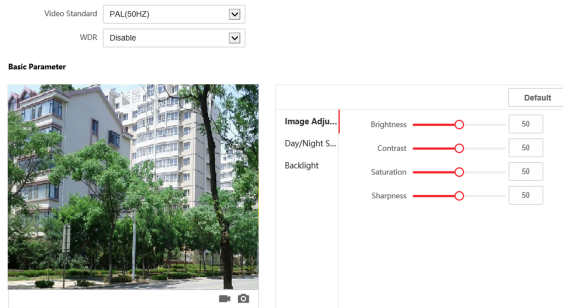 Video Standard PAL(50HZ)
WDR Disable
Basic Parameter
Default
Image Adju...
Day/Night S...
Backlight
Brightness 50
Contrast 50
Saturation 50
Sharpness 50